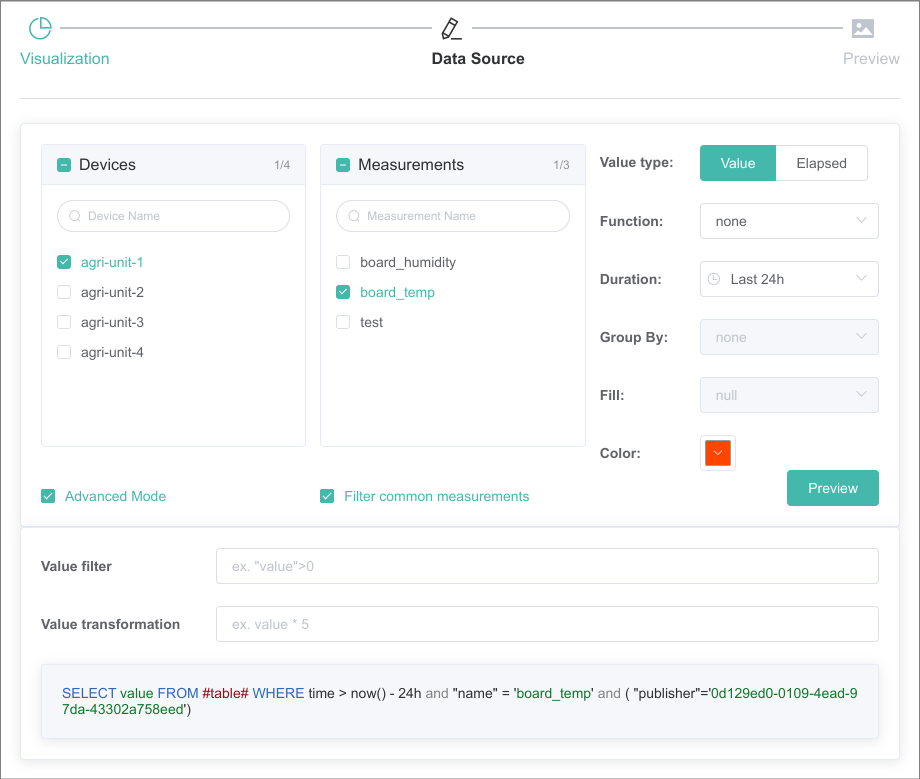 Visualization
Data Source
Preview
Devices 1/4
Device Name
agri-unit-1
agri-unit-2
agri-unit-3
agri-unit-4
Measurements 1/3
Measurement Name
board_humidity
board_temp
test
Value type: Value Elapsed
Function: none
Duration: Last 24h
Group By: none
Fill: null
Color:
Advanced Mode
Filter common measurements
Preview
Value filter ex. "value">0
Value transformation ex. value * 5
SELECT value FROM #table# WHERE time > now() - 24h and "name" = 'board_temp' and ( "publisher"='0d129ed0-0109-4ead-9
7da-43302a758eed')